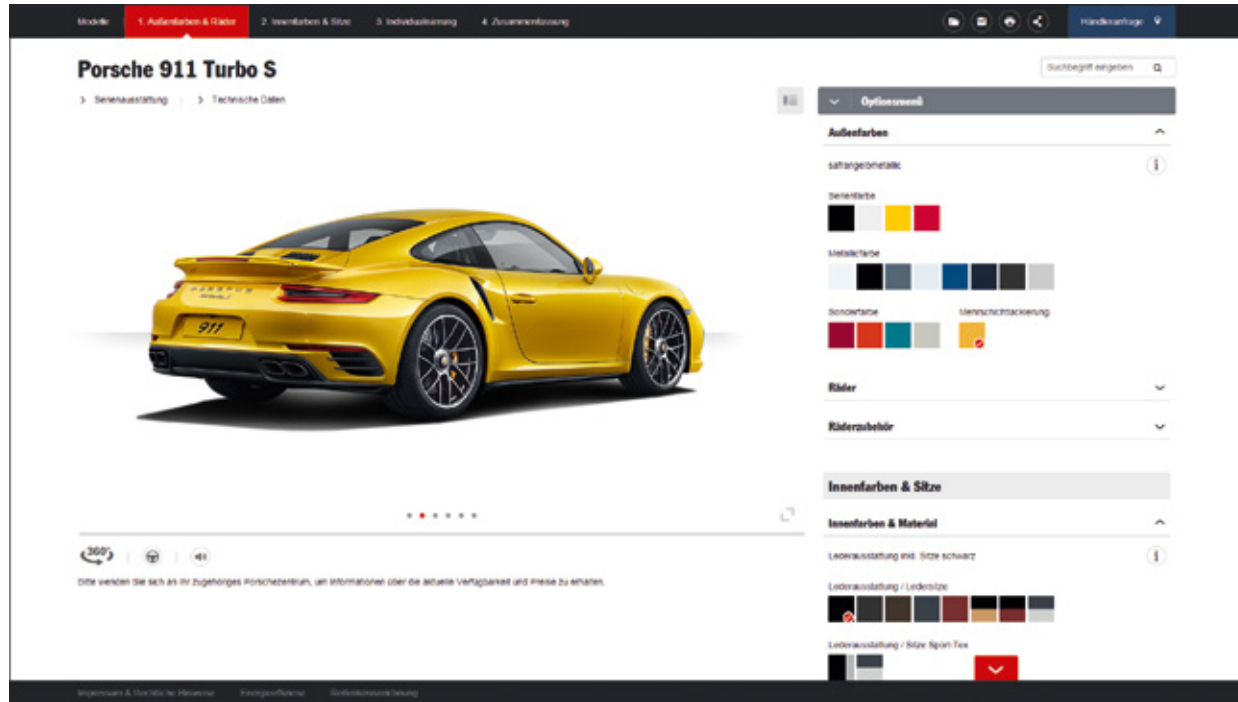 Modelle
1. Außenfarben & Räder
2. Innenfarben & Sitze
3. Individualisierung
4. Zusammenfassung
Händleranfrage
Porsche 911 Turbo S
Suchbegriff eingeben
Serienausstattung
Technische Daten
Optionsmenü
Außenfarben
safrangelbmetallic
Serienfarbe
Metallicfarbe
Sonderfarbe
Mehrschichtlackierung
PORSCHE
911
Räder
Räderzubehör
Innenfarben & Sitze
Innenfarben & Material
360°
Lederausstattung inkl. Sitze schwarz
Bitte wenden Sie sich an Ihr zugehöriges Porschezentrum, um Informationen über die aktuelle Verfügbarkeit und Preise zu erhalten.
Lederausstattung / Ledersitze
Lederausstattung / Sitze Sport-Tex
Impressum & Rechtliche Hinweise
Energieeffizienz
Reifenkennzeichnung